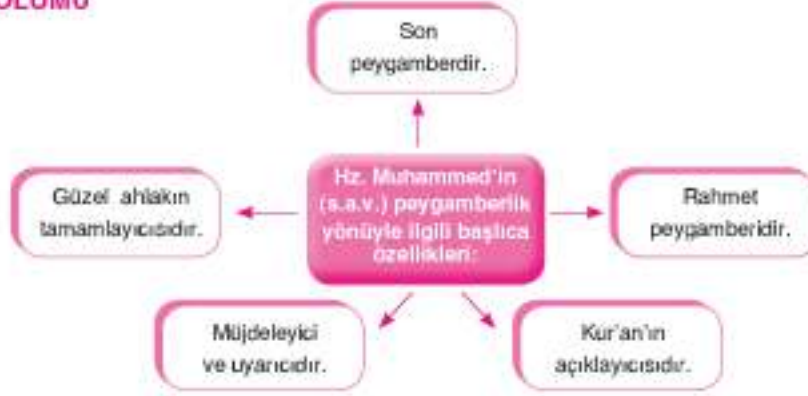 Son
peygamberdir.
Hz. Muhammed'in
(s.a.v.) peygamberlik
yönüyle ilgili başlıca
özellikleri:
Güzel ahlakın
tamamlayıcısıdır.
Rahmet
peygamberidir.
Müjdeleyici
ve uyarıcıdır.
Kur'an'ın
açıklayıcısıdır.